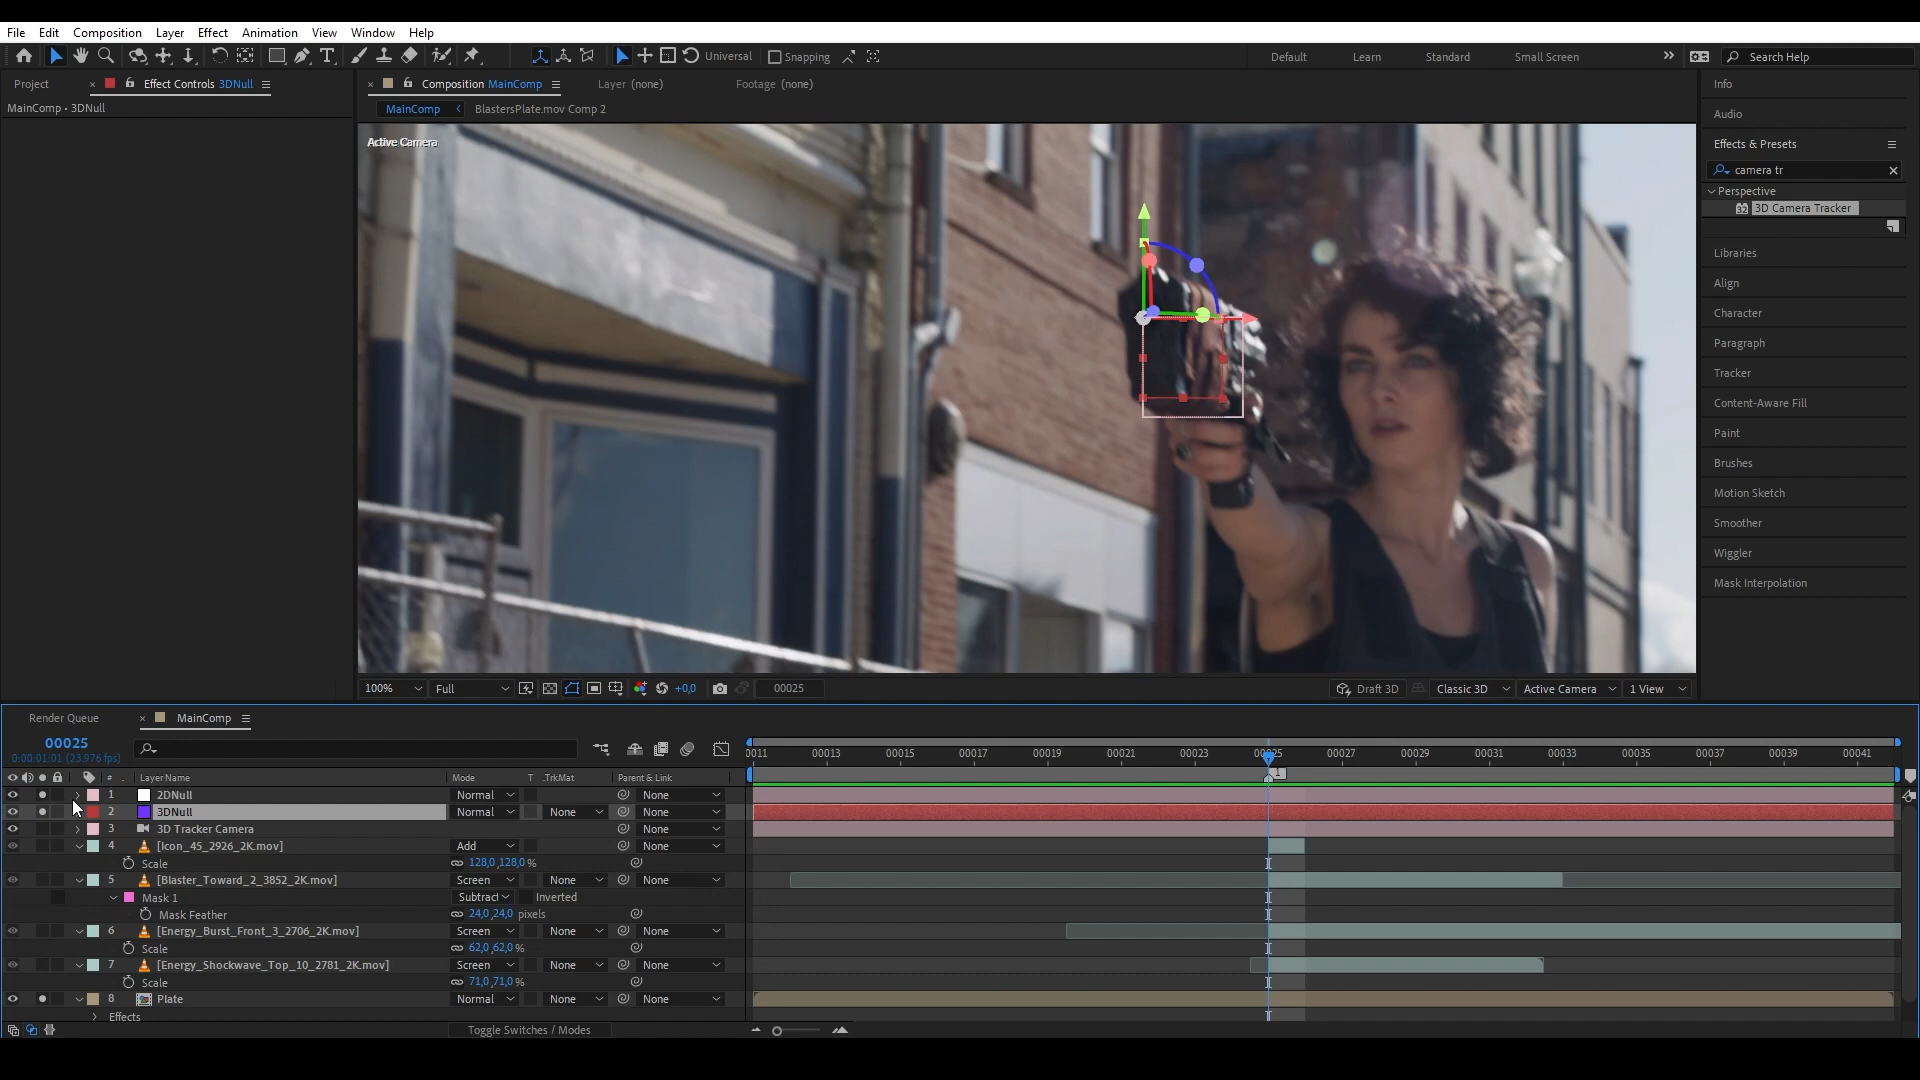 File Edit Composition Layer Effect Animation View Window Help
Universal Snapping Default Learn Standard Small Screen Search Help
Project Effect Controls 3DNull Composition MainComp Layer (none) Footage (none)
MainComp • 3DNull
MainComp BlastersPlate.mov Comp 2
Active Camera
Info
Audio
Effects & Presets
camera tr
Perspective
32 3D Camera Tracker
Libraries
Align
Character
Paragraph
Tracker
Content-Aware Fill
Paint
Brushes
Motion Sketch
Smoother
Wiggler
Mask Interpolation
100% Full +0,0 00025 Draft 3D Classic 3D Active Camera 1 View
Render Queue MainComp
00025
0:00:01:01 (23.976 fps)
0011 00013 00015 00017 00019 00021 00023 00025 00027 00029 00031 00033 00035 00037 00039 00041
# Layer Name Mode T .TrkMat Parent & Link
1
1 2DNull Normal None
2 3DNull Normal None None
3 3D Tracker Camera None
4 [Icon_45_2926_2K.mov] Add None
Scale 128,0,128,0 %
5 [Blaster_Toward_2_3852_2K.mov] Screen None None
Mask 1 Subtract Inverted
Mask Feather 24,0,24,0 pixels
6 [Energy_Burst_Front_3_2706_2K.mov] Screen None None
Scale 62,0,62,0 %
7 [Energy_Shockwave_Top_10_2781_2K.mov] Screen None None
Scale 71,0,71,0 %
8 Plate Normal None None
Effects
Toggle Switches / Modes